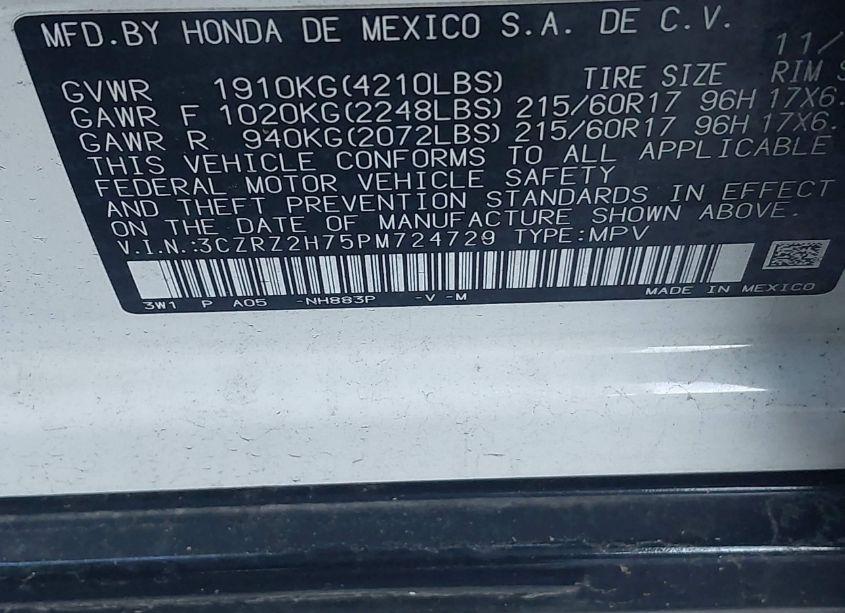 MFD.BY HONDA DE MEXICO S.A. DE C.V.
11/
GVWR 1910KG(4210LBS) TIRE SIZE RIM S
GAWR F 1020KG(2248LBS) 215/60R17 96H 17X6.
GAWR R 940KG(2072LBS) 215/60R17 96H 17X6.
THIS VEHICLE CONFORMS TO ALL APPLICABLE
FEDERAL MOTOR VEHICLE SAFETY
AND THEFT PREVENTION STANDARDS IN EFFECT
ON THE DATE OF MANUFACTURE SHOWN ABOVE.
V.I.N.:3CZRZ2H75PM724729 TYPE:MPV
3W1 P A05 -NH883P -V -M MADE IN MEXICO